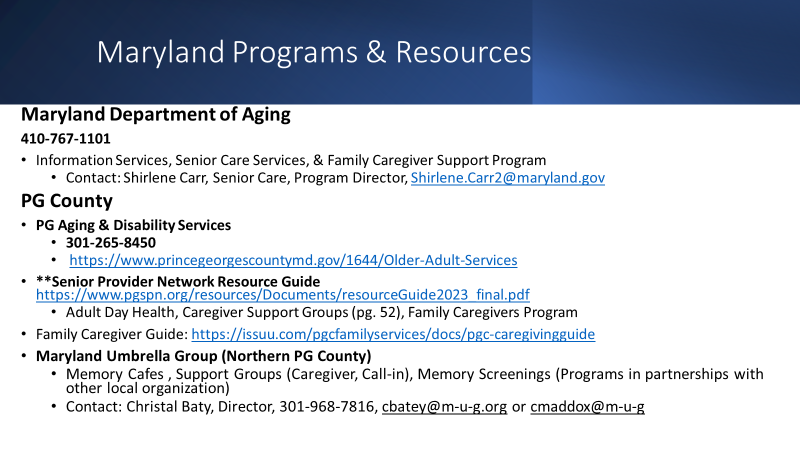 Maryland Programs & Resources
Maryland Department of Aging
410-767-1101
• Information Services, Senior Care Services, & Family Caregiver Support Program
• Contact: Shirlene Carr, Senior Care, Program Director, Shirlene.Carr2@maryland.gov
PG County
• PG Aging & Disability Services
• 301-265-8450
• https://www.princegeorgescountymd.gov/1644/Older-Adult-Services
• **Senior Provider Network Resource Guide
https://www.pgspn.org/resources/Documents/resourceGuide2023_final.pdf
• Adult Day Health, Caregiver Support Groups (pg. 52), Family Caregivers Program
• Family Caregiver Guide: https://issuu.com/pgcfamilyservices/docs/pgc-caregivingguide
• Maryland Umbrella Group (Northern PG County)
• Memory Cafes , Support Groups (Caregiver, Call-in), Memory Screenings (Programs in partnerships with
other local organization)
• Contact: Christal Baty, Director, 301-968-7816, cbatey@m-u-g.org or cmaddox@m-u-g